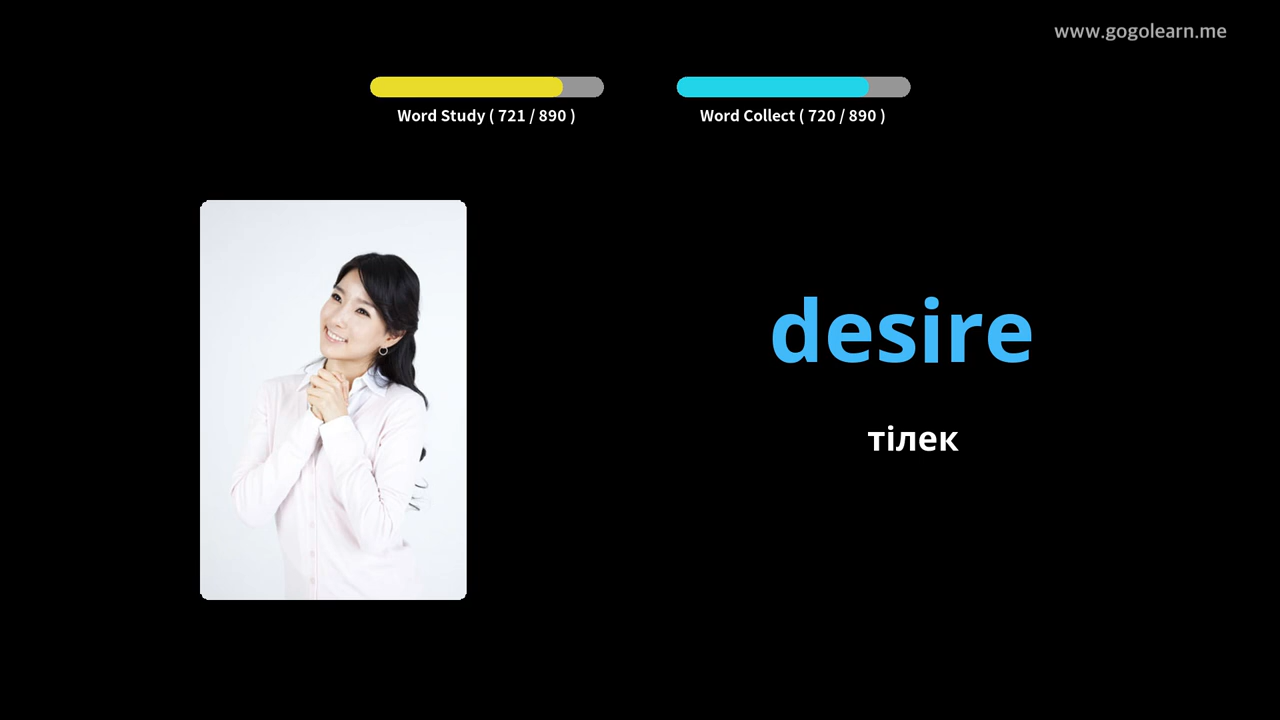 www.gogolearn.me
Word Study ( 721 / 890 )
Word Collect ( 720 / 890 )
desire
тілек